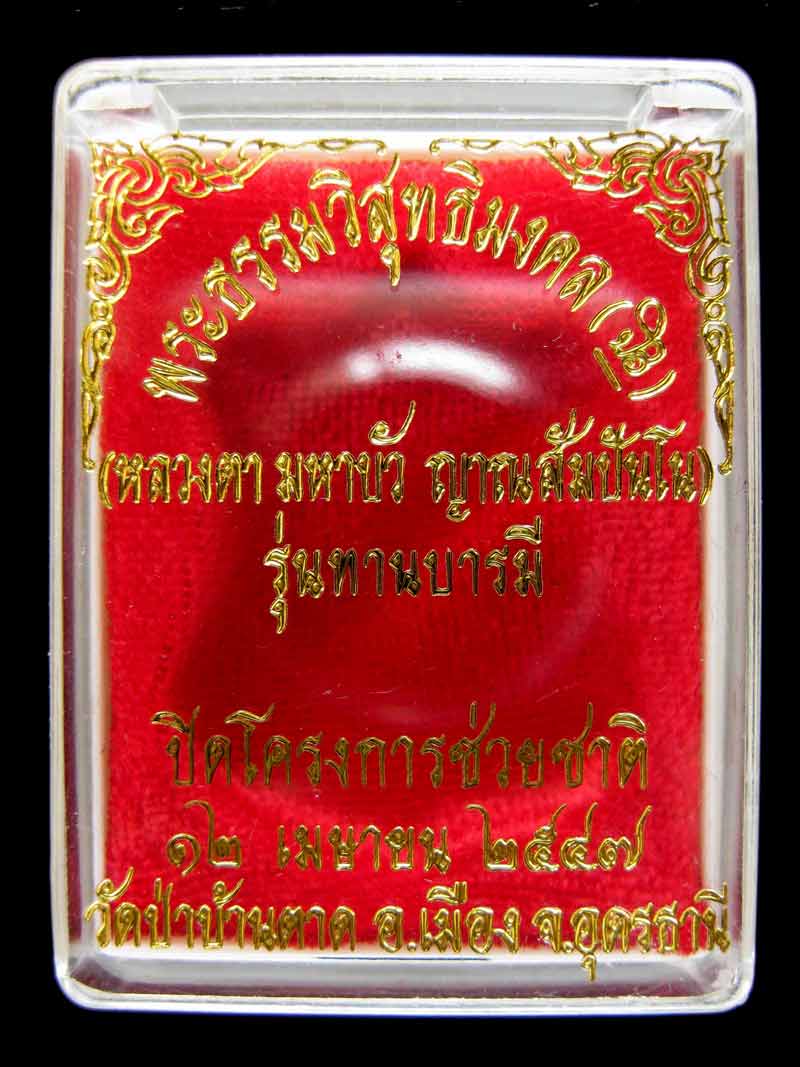 พระธรรมวิสุทธิมงคล ()
(หลวงตา มหาบัว ญาณสัมปันโน)
รุ่นทานบารมี
ปิดโครงการช่วยชาติ
๑๒ เมษายน ๒๕๔๗
วัดป่าบ้านตาด อ.เมือง จ.อุดรธานี